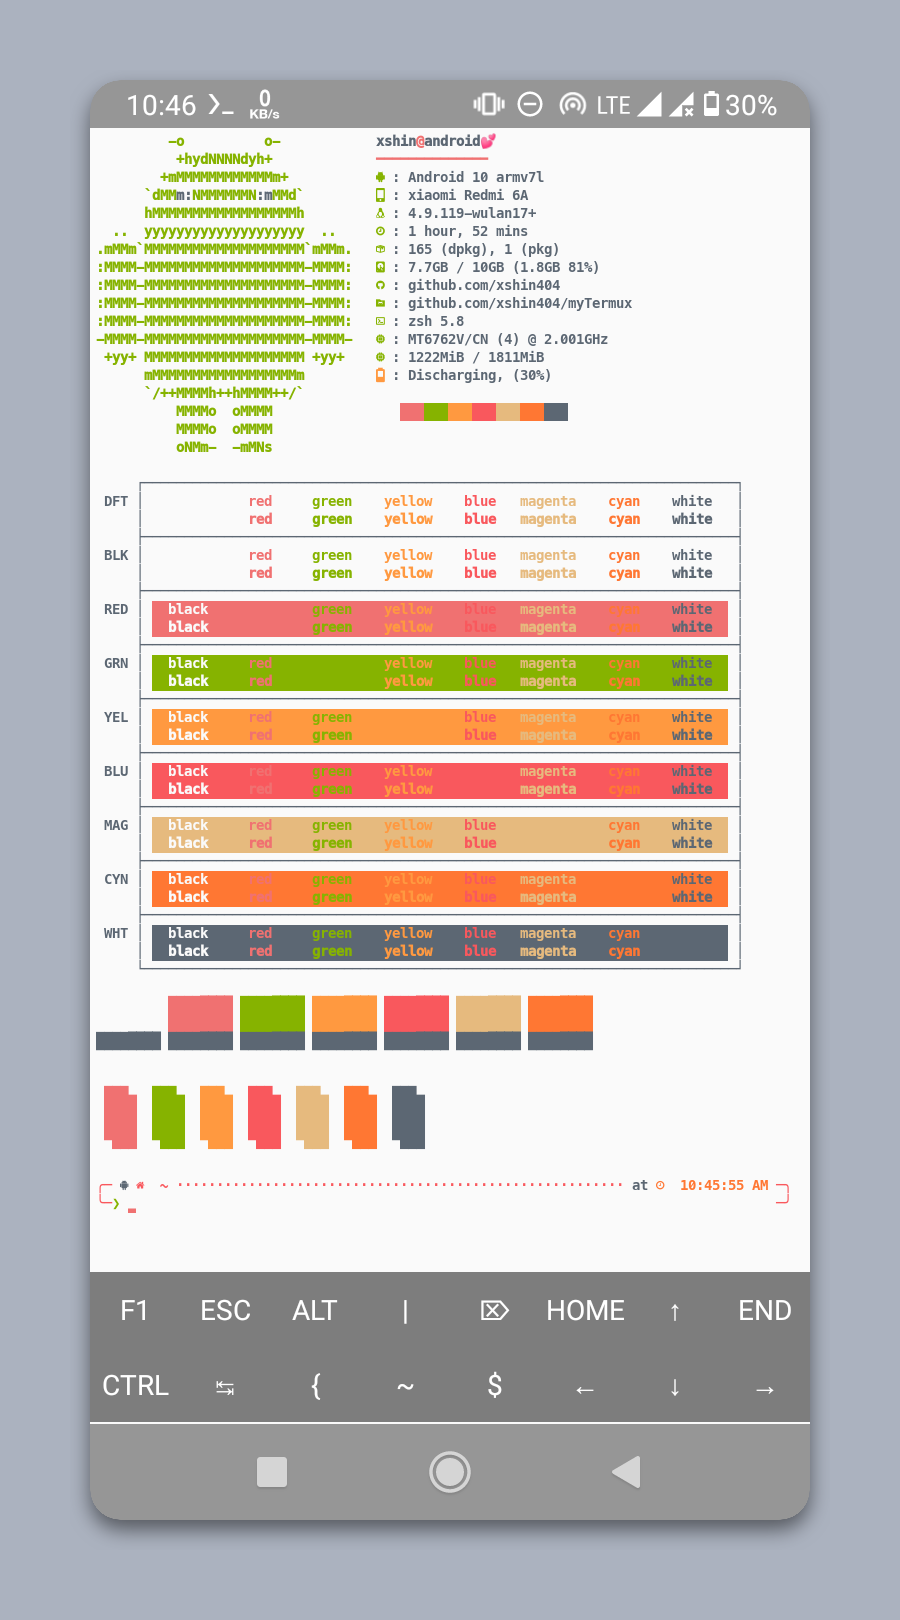 10:46 0 KB/s LTE 30%
-o o-
+hydNNNNdyh+
+mMMMMMMMMMMMMm+
`dMMm:NMMMMMMN:mMMd`
hMMMMMMMMMMMMMMMMMMh
.. yyyyyyyyyyyyyyyyyyyy ..
.mMMm`MMMMMMMMMMMMMMMMMMMM`mMMm.
:MMMM-MMMMMMMMMMMMMMMMMMMM-MMMM:
:MMMM-MMMMMMMMMMMMMMMMMMMM-MMMM:
:MMMM-MMMMMMMMMMMMMMMMMMMM-MMMM:
:MMMM-MMMMMMMMMMMMMMMMMMMM-MMMM:
-MMMM-MMMMMMMMMMMMMMMMMMMM-MMMM-
+yy+ MMMMMMMMMMMMMMMMMMMM +yy+
mMMMMMMMMMMMMMMMMMMm
`/++MMMMh++hMMMM++/`
MMMMo oMMMM
MMMMo oMMMM
oNMm- -mMNs
xshin@android💕
: Android 10 armv7l
: xiaomi Redmi 6A
: 4.9.119-wulan17+
: 1 hour, 52 mins
: 165 (dpkg), 1 (pkg)
: 7.7GB / 10GB (1.8GB 81%)
: github.com/xshin404
: github.com/xshin404/myTermux
: zsh 5.8
: MT6762V/CN (4) @ 2.001GHz
: 1222MiB / 1811MiB
: Discharging, (30%)
DFT red green yellow blue magenta cyan white
red green yellow blue magenta cyan white
BLK red green yellow blue magenta cyan white
red green yellow blue magenta cyan white
RED black green yellow blue magenta cyan white
black green yellow blue magenta cyan white
GRN black red yellow blue magenta cyan white
black red yellow blue magenta cyan white
YEL black red green blue magenta cyan white
black red green blue magenta cyan white
BLU black red green yellow magenta cyan white
black red green yellow magenta cyan white
MAG black red green yellow blue cyan white
black red green yellow blue cyan white
CYN black red green yellow blue magenta white
black red green yellow blue magenta white
WHT black red green yellow blue magenta cyan
black red green yellow blue magenta cyan
~ ························································ at 10:45:55 AM
❯
F1 ESC ALT | ⌦ HOME ↑ END
CTRL ↹ { ~ $ ← ↓ →